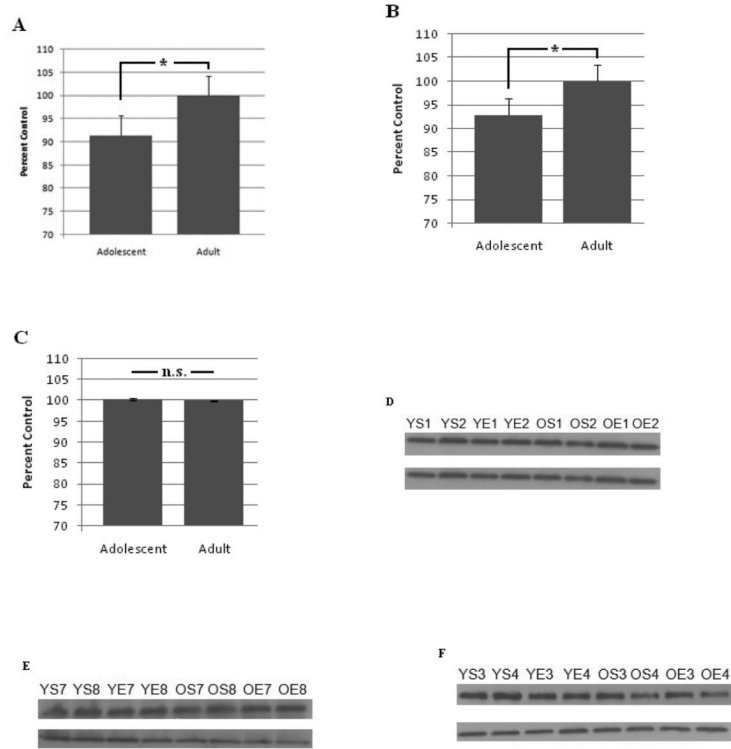 A
110
105
100
95
90
85
80
75
70
Percent Control
*
Adolescent Adult
B
110
105
100
95
90
85
80
75
70
Percent Control
*
Adolescent Adult
C
110
105
100
95
90
85
80
75
70
Percent Control
n.s.
Adolescent Adult
D
YS1 YS2 YE1 YE2 OS1 OS2 OE1 OE2
E
YS7 YS8 YE7 YE8 OS7 OS8 OE7 OE8
F
YS3 YS4 YE3 YE4 OS3 OS4 OE3 OE4